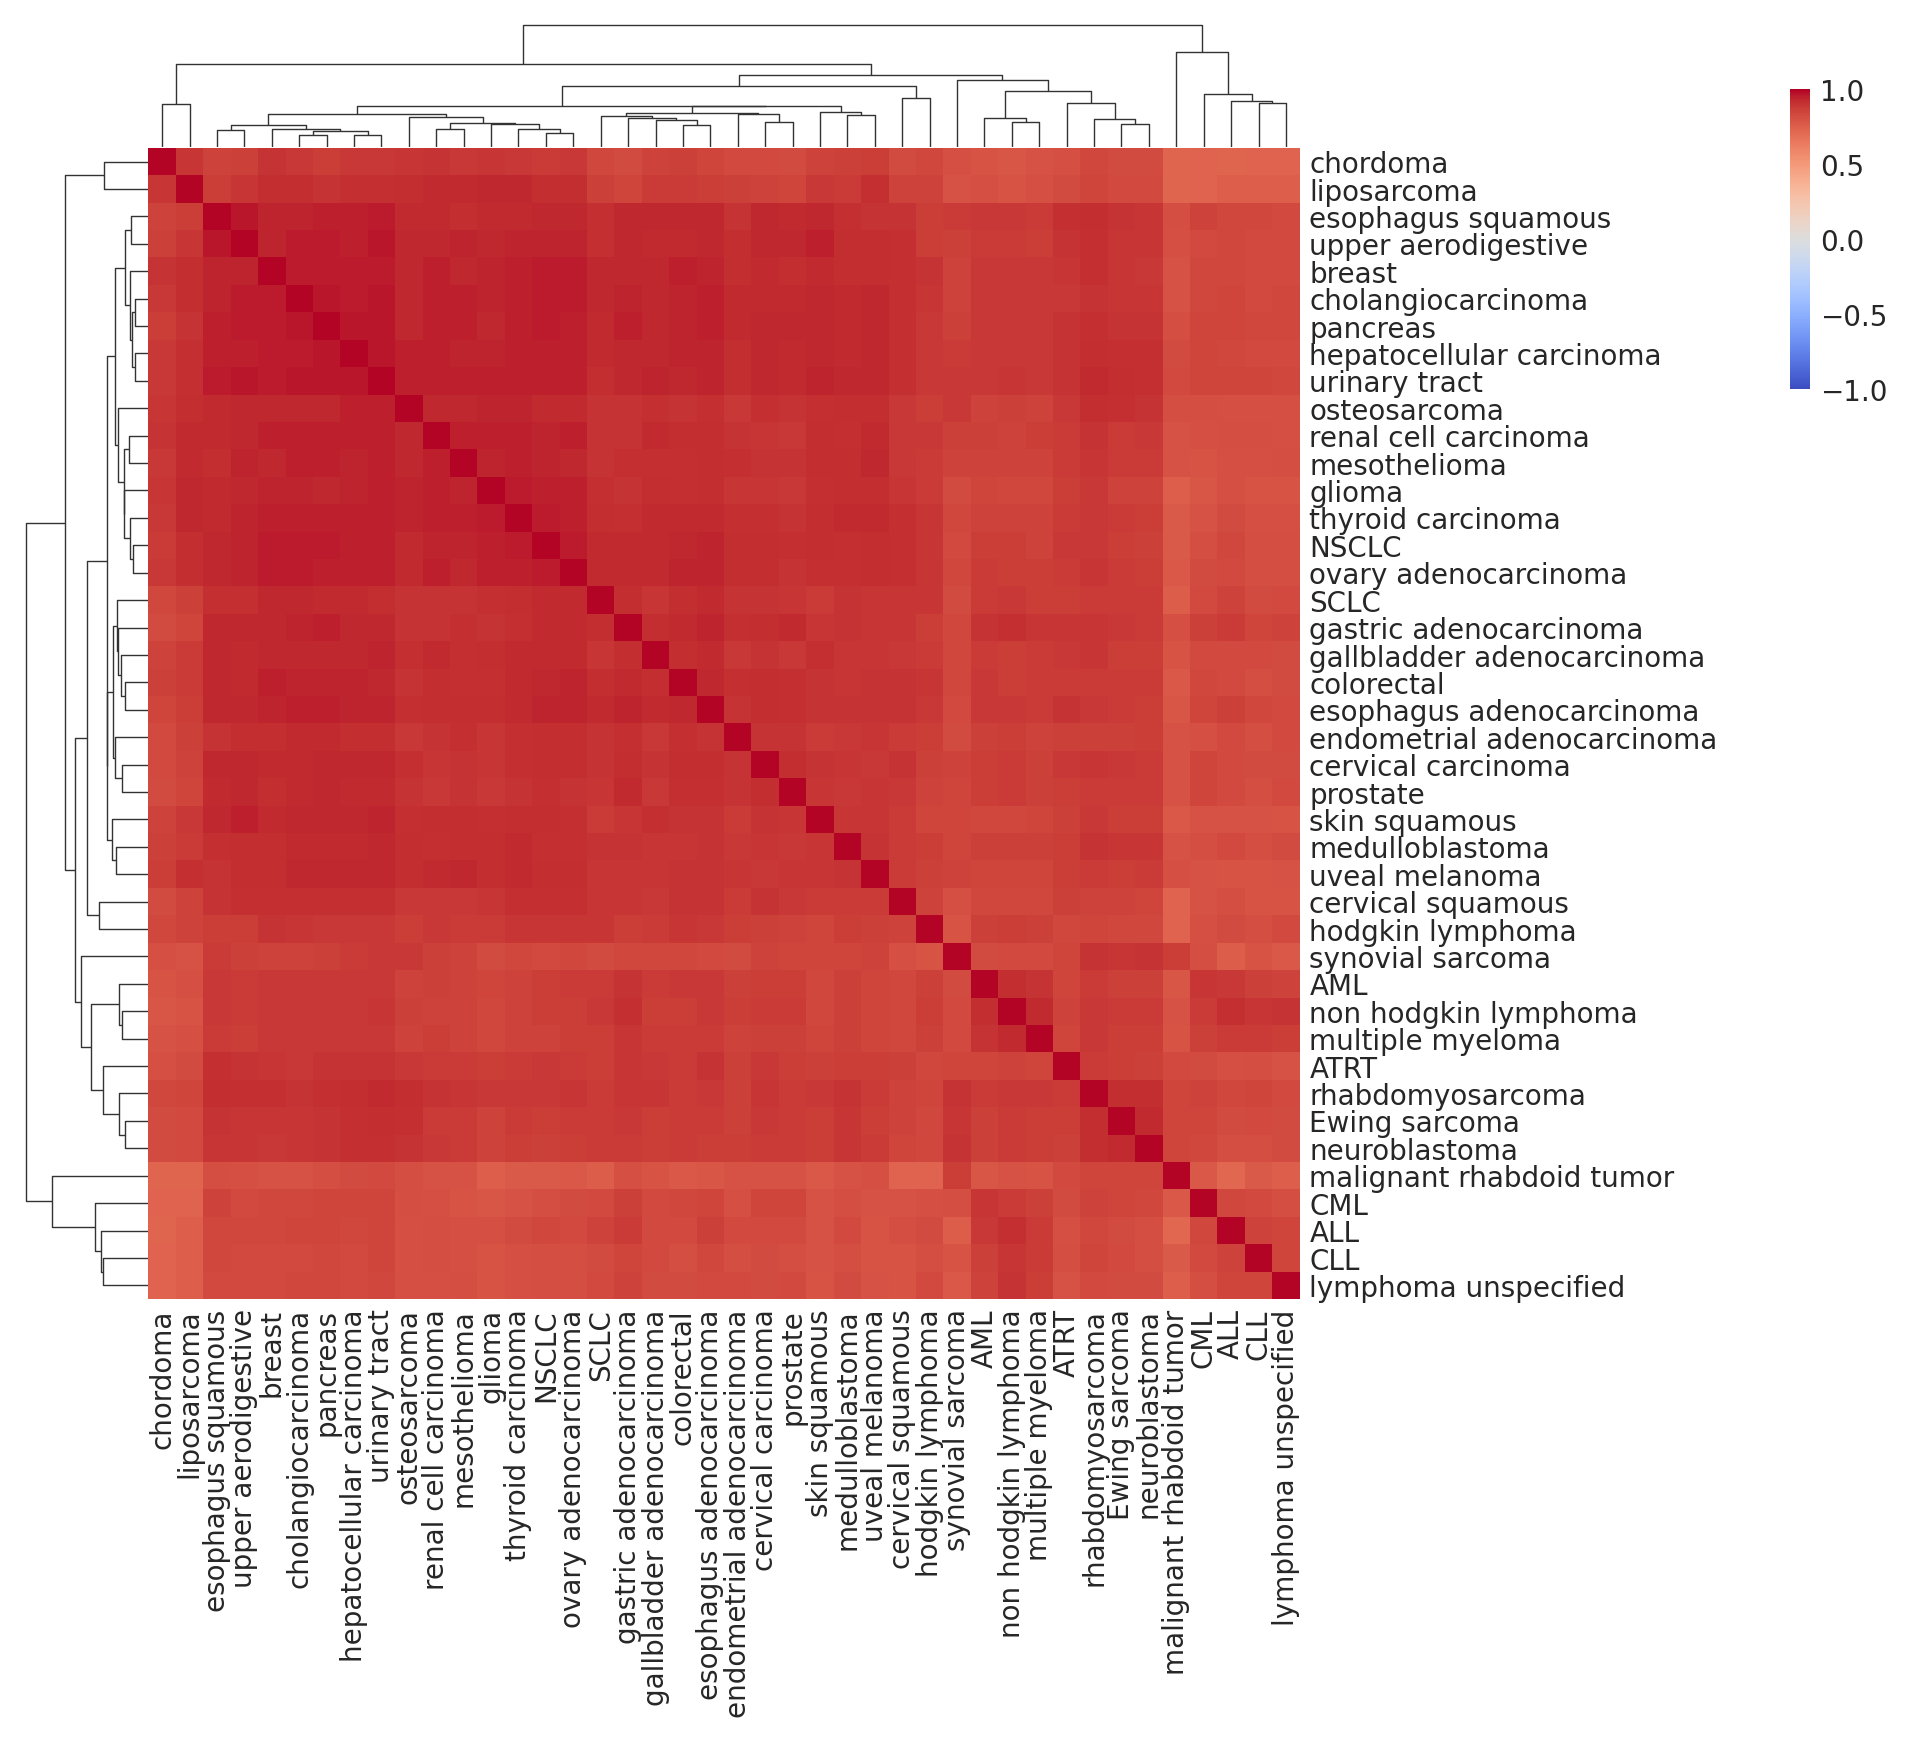 1.0
0.5
0.0
−0.5
−1.0
chordoma
liposarcoma
esophagus squamous
upper aerodigestive
breast
cholangiocarcinoma
pancreas
hepatocellular carcinoma
urinary tract
osteosarcoma
renal cell carcinoma
mesothelioma
glioma
thyroid carcinoma
NSCLC
ovary adenocarcinoma
SCLC
gastric adenocarcinoma
gallbladder adenocarcinoma
colorectal
esophagus adenocarcinoma
endometrial adenocarcinoma
cervical carcinoma
prostate
skin squamous
medulloblastoma
uveal melanoma
cervical squamous
hodgkin lymphoma
synovial sarcoma
AML
non hodgkin lymphoma
multiple myeloma
ATRT
rhabdomyosarcoma
Ewing sarcoma
neuroblastoma
malignant rhabdoid tumor
CML
ALL
CLL
lymphoma unspecified
chordoma
liposarcoma
esophagus squamous
upper aerodigestive
breast
cholangiocarcinoma
pancreas
hepatocellular carcinoma
urinary tract
osteosarcoma
renal cell carcinoma
mesothelioma
glioma
thyroid carcinoma
NSCLC
ovary adenocarcinoma
SCLC
gastric adenocarcinoma
gallbladder adenocarcinoma
colorectal
esophagus adenocarcinoma
endometrial adenocarcinoma
cervical carcinoma
prostate
skin squamous
medulloblastoma
uveal melanoma
cervical squamous
hodgkin lymphoma
synovial sarcoma
AML
non hodgkin lymphoma
multiple myeloma
ATRT
rhabdomyosarcoma
Ewing sarcoma
neuroblastoma
malignant rhabdoid tumor
CML
ALL
CLL
lymphoma unspecified